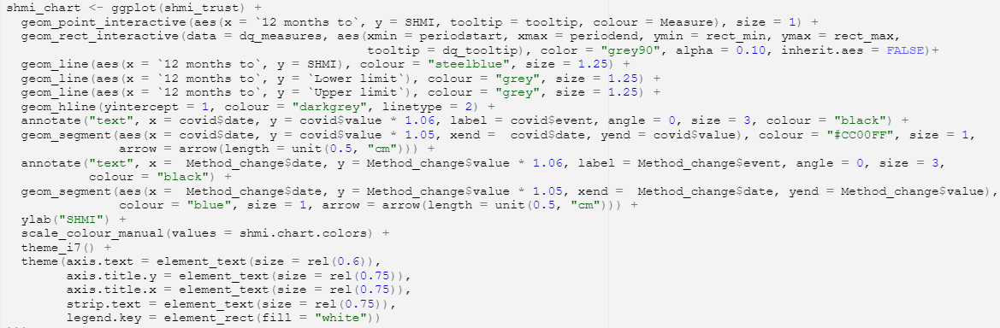 shmi_chart <- ggplot(shmi_trust) +
  geom_point_interactive(aes(x = `12 months to`, y = SHMI, tooltip = tooltip, colour = Measure), size = 1) +
  geom_rect_interactive(data = dq_measures, aes(xmin = periodstart, xmax = periodend, ymin = rect_min, ymax = rect_max,
                                                tooltip = dq_tooltip), color = "grey90", alpha = 0.10, inherit.aes = FALSE)+
  geom_line(aes(x = `12 months to`, y = SHMI), colour = "steelblue", size = 1.25) +
  geom_line(aes(x = `12 months to`, y = `Lower limit`), colour = "grey", size = 1.25) +
  geom_line(aes(x = `12 months to`, y = `Upper limit`), colour = "grey", size = 1.25) +
  geom_hline(yintercept = 1, colour = "darkgrey", linetype = 2) +
  annotate("text", x = covid$date, y = covid$value * 1.06, label = covid$event, angle = 0, size = 3, colour = "black") +
  geom_segment(aes(x = covid$date, y = covid$value * 1.05, xend =  covid$date, yend = covid$value), colour = "#CC00FF", size = 1,
               arrow = arrow(length = unit(0.5, "cm"))) +
  annotate("text", x =  Method_change$date, y = Method_change$value * 1.06, label = Method_change$event, angle = 0, size = 3,
           colour = "black") +
  geom_segment(aes(x =  Method_change$date, y = Method_change$value * 1.05, xend =  Method_change$date, yend = Method_change$value),
               colour = "blue", size = 1, arrow = arrow(length = unit(0.5, "cm"))) +
  ylab("SHMI") +
  scale_colour_manual(values = shmi.chart.colors) +
  theme_i7() +
  theme(axis.text = element_text(size = rel(0.6)),
        axis.title.y = element_text(size = rel(0.75)),
        axis.title.x = element_text(size = rel(0.75)),
        strip.text = element_text(size = rel(0.75)),
        legend.key = element_rect(fill = "white"))